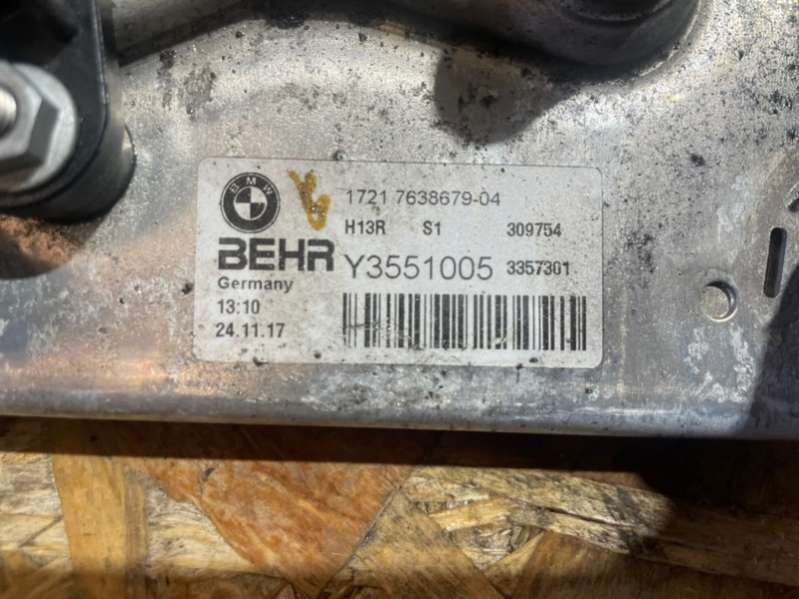 BMW
1721 7638679-04
H13R S1 309754
BEHR Y3551005 3357301
Germany
13:10
24.11.17